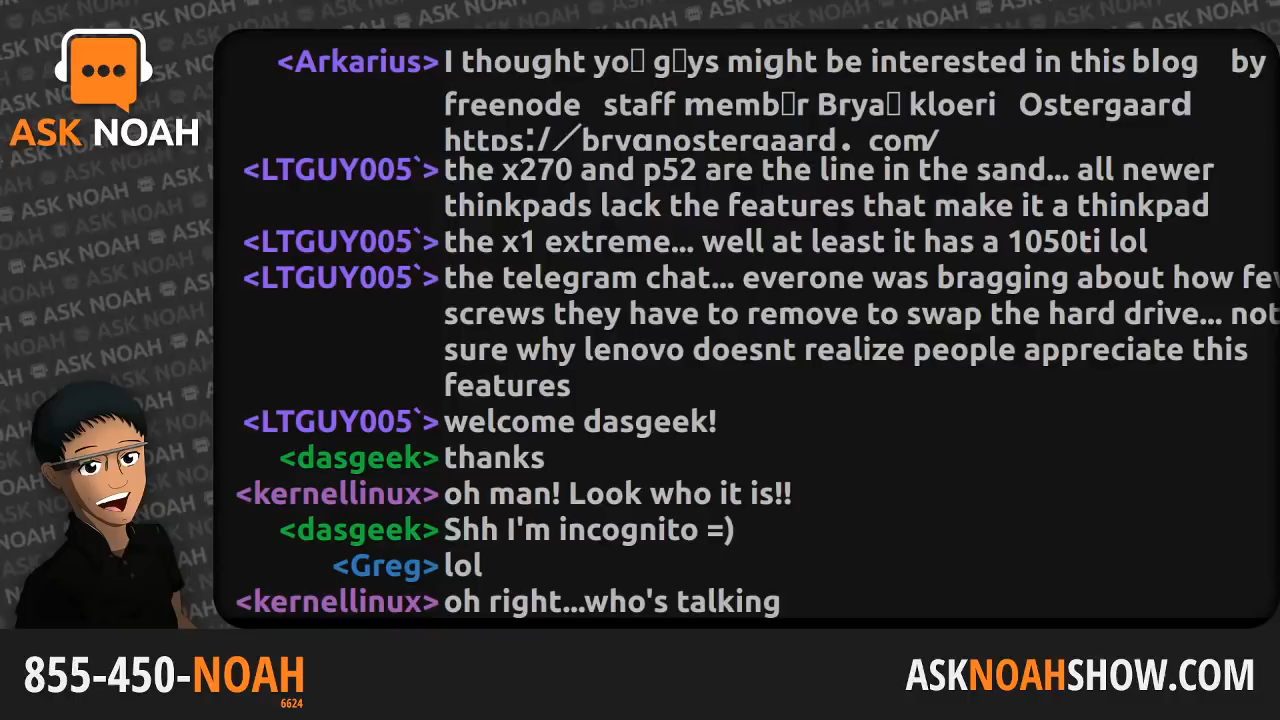 ASK NOAH
<Arkarius> I thought yo▯ g▯ys might be interested in this blog by
freenode staff memb▯r Brya▯ kloeri Ostergaard
https://bryanostergaard. com/
<LTGUY005`> the x270 and p52 are the line in the sand... all newer
thinkpads lack the features that make it a thinkpad
<LTGUY005`> the x1 extreme... well at least it has a 1050ti lol
<LTGUY005`> the telegram chat... everone was bragging about how few
screws they have to remove to swap the hard drive... not
sure why lenovo doesnt realize people appreciate this
features
<LTGUY005`> welcome dasgeek!
<dasgeek> thanks
<kernellinux> oh man! Look who it is!!
<dasgeek> Shh I'm incognito =)
<Greg> lol
<kernellinux> oh right...who's talking
855-450-NOAH
6624
ASKNOAHSHOW.COM